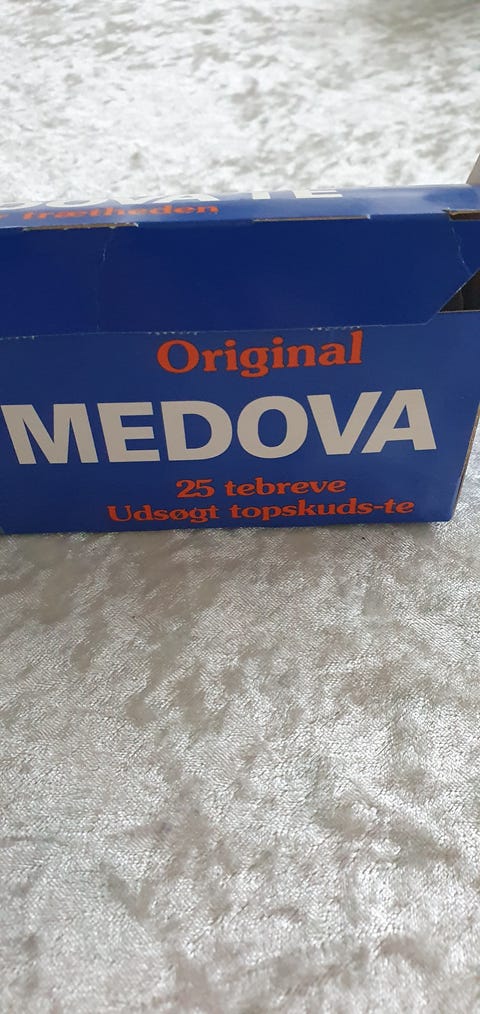 trætheden
Original
MEDOVA
25 tebreve
Udsøgt topskuds-te